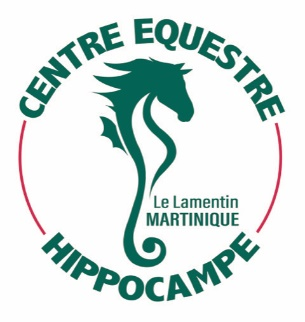 CENTRE EQUESTRE
Le Lamentin
MARTINIQUE
HIPPOCAMPE